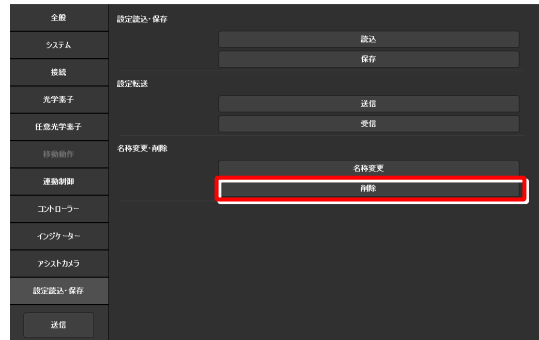 全般
システム
接続
光学素子
任意光学素子
移動動作
連動制御
コントローラー
インジケーター
アシストカメラ
設定読込・保存
送信
設定読込・保存
読込
保存
設定転送
送信
受信
名称変更・削除
名称変更
削除